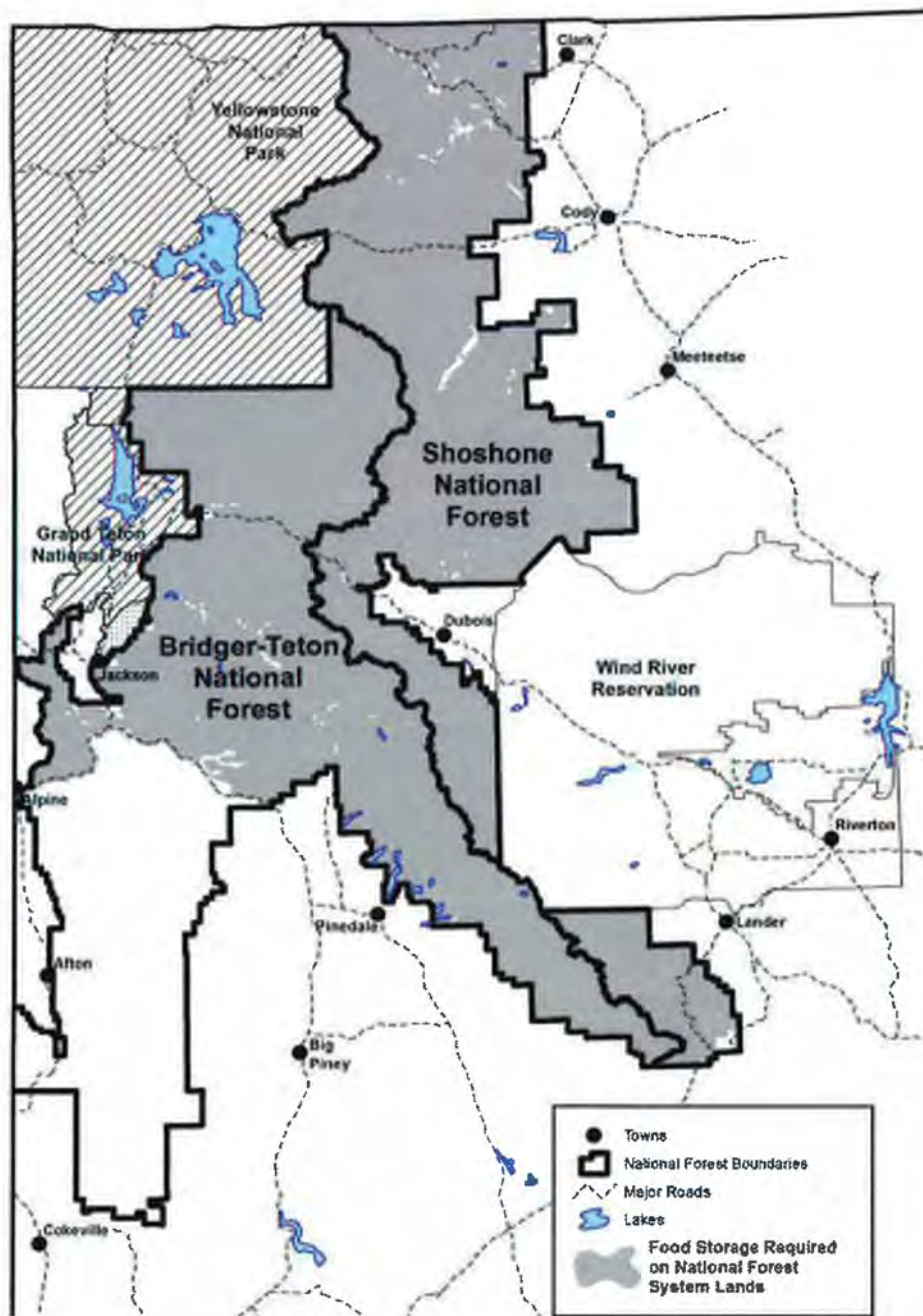 Clark
Yellowstone
National
Park
Cody
Meeteetse
Shoshone
National
Forest
Grand Teton
National Park
Dubois
Bridger-Teton
National
Forest
Jackson
Wind River
Reservation
Alpine
Riverton
Pinedale
Lander
Afton
Big
Piney
Cokeville
Towns
National Forest Boundaries
Major Roads
Lakes
Food Storage Required
on National Forest
System Lands